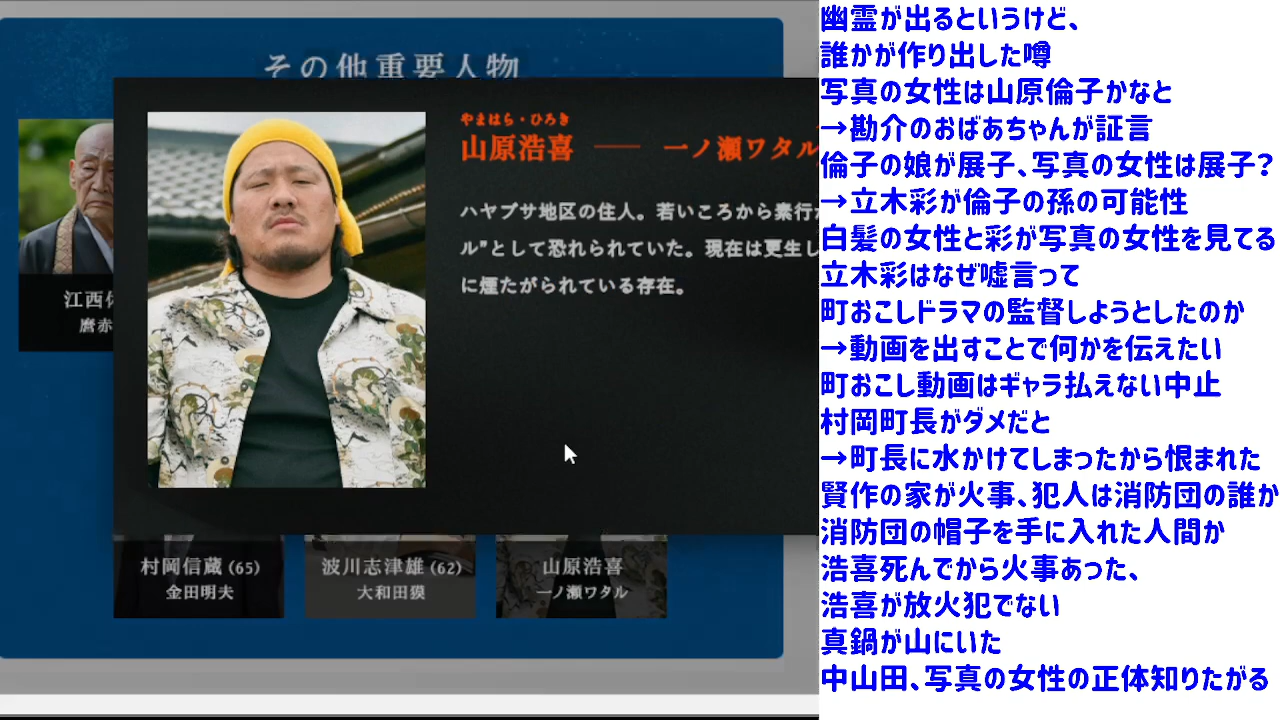 その他重要人物
やまはら・ひろき
山原浩喜 ── 一ノ瀬ワタル
ハヤブサ地区の住人。若いころから素行
ル"として恐れられていた。現在は更生し
に煙たがられている存在。
江西
麿赤
村岡信蔵 (65)
金田明夫
波川志津雄 (62)
大和田獏
山原浩喜
一ノ瀬ワタル
幽霊が出るというけど、
誰かが作り出した噂
写真の女性は山原倫子かなと
→勘介のおばあちゃんが証言
倫子の娘が展子、写真の女性は展子?
→立木彩が倫子の孫の可能性
白髪の女性と彩が写真の女性を見てる
立木彩はなぜ嘘言って
町おこしドラマの監督しようとしたのか
→動画を出すことで何かを伝えたい
町おこし動画はギャラ払えない中止
村岡町長がダメだと
→町長に水かけてしまったから恨まれた
賢作の家が火事、犯人は消防団の誰か
消防団の帽子を手に入れた人間か
浩喜死んでから火事あった、
浩喜が放火犯でない
真鍋が山にいた
中山田、写真の女性の正体知りたがる